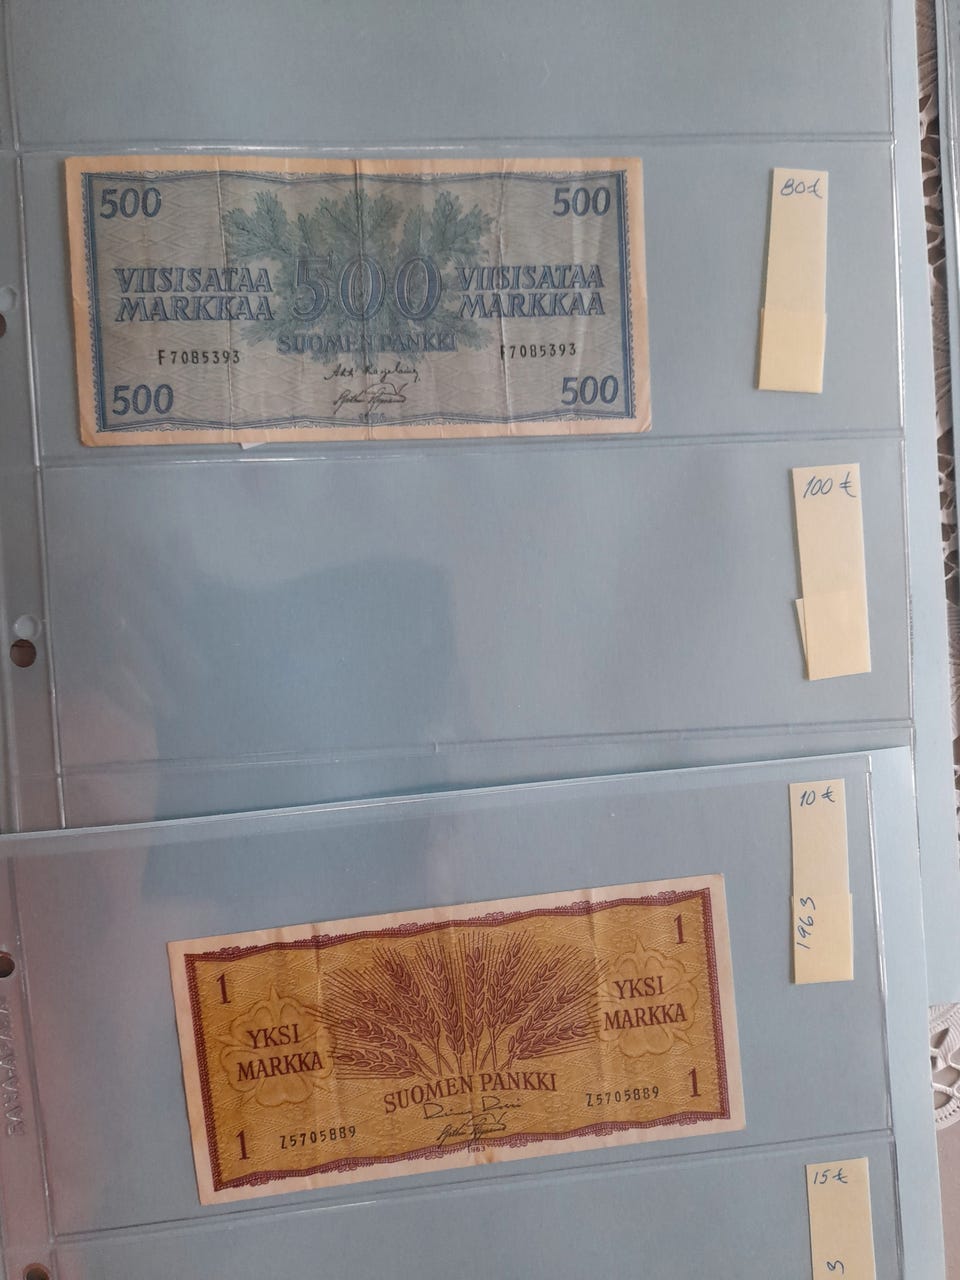 500
500
VIISISATAA
MARKKAA
500
VIISISATAA
MARKKAA
SUOMEN PANKKI
F7085393
F7085393
500
500
80€
100€
10€
1963
1
1
YKSI
MARKKA
YKSI
MARKKA
SUOMEN PANKKI
Z5705889
Z5705889
1
1
1963
15€
3